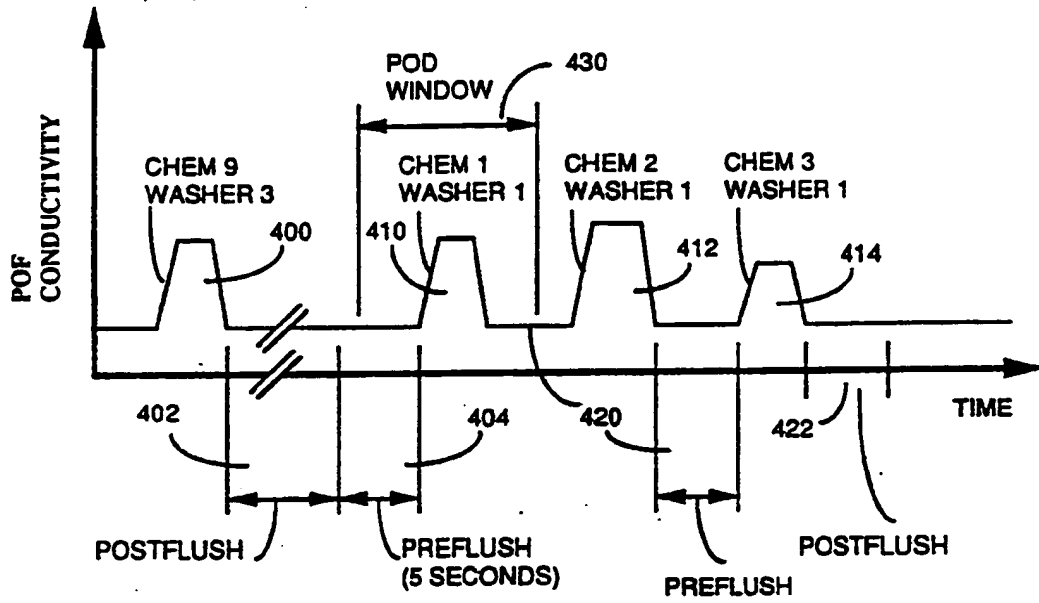 POD
WINDOW
430
POF
CONDUCTIVITY
CHEM 9
WASHER 3
CHEM 1
WASHER 1
CHEM 2
WASHER 1
CHEM 3
WASHER 1
400
410
412
414
402
404
420
422
TIME
POSTFLUSH
PREFLUSH
(5 SECONDS)
PREFLUSH
POSTFLUSH